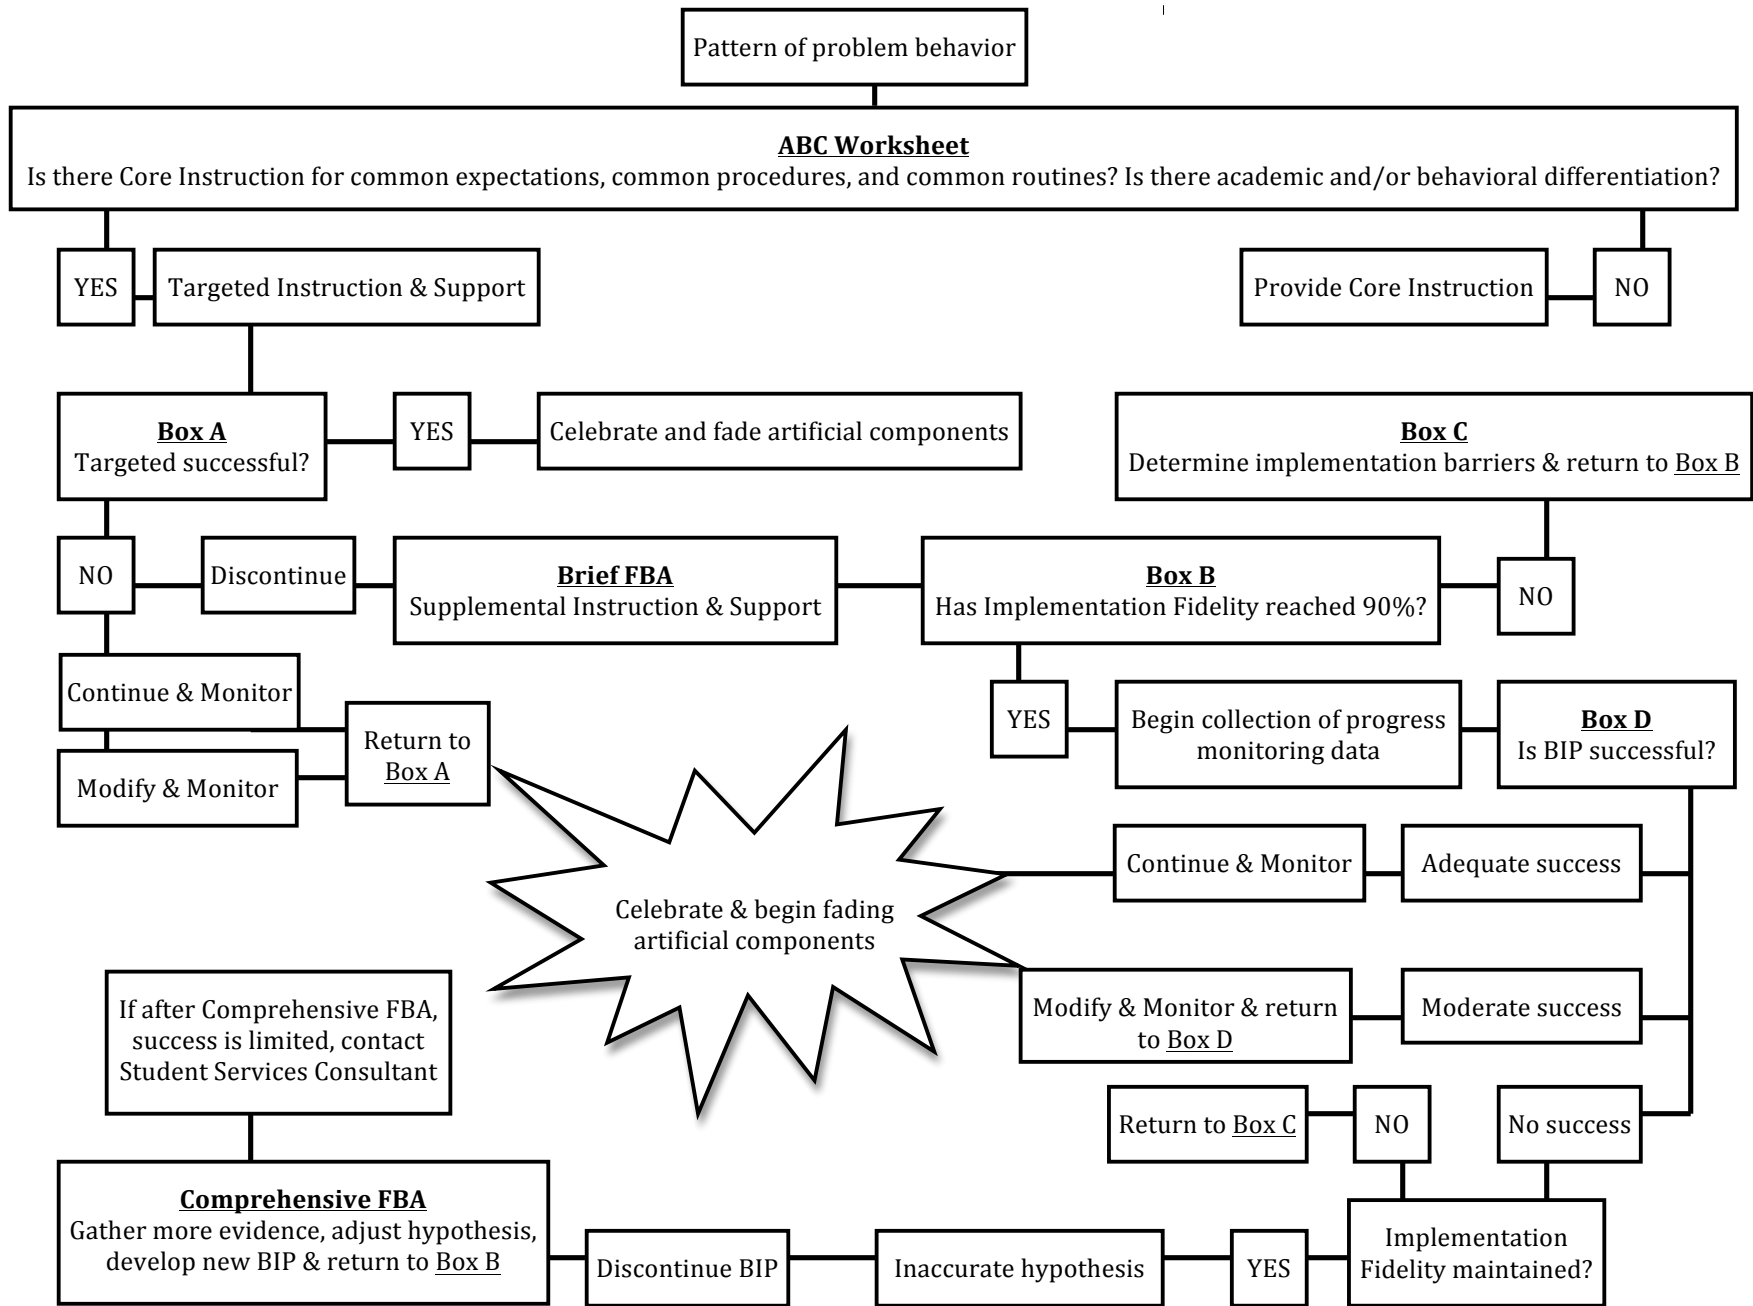 Pattern of problem behavior
ABC Worksheet
Is there Core Instruction for common expectations, common procedures, and common routines? Is there academic and/or behavioral differentiation?
YES
Targeted Instruction & Support
Provide Core Instruction
NO
Box A
Targeted successful?
YES
Celebrate and fade artificial components
Box C
Determine implementation barriers & return to Box B
NO
Discontinue
Brief FBA
Supplemental Instruction & Support
Box B
Has Implementation Fidelity reached 90%?
NO
Continue & Monitor
Modify & Monitor
Return to
Box A
YES
Begin collection of progress
monitoring data
Box D
Is BIP successful?
Celebrate & begin fading
artificial components
Continue & Monitor
Adequate success
Modify & Monitor & return
to Box D
Moderate success
If after Comprehensive FBA,
success is limited, contact
Student Services Consultant
Return to Box C
NO
No success
Comprehensive FBA
Gather more evidence, adjust hypothesis,
develop new BIP & return to Box B
Discontinue BIP
Inaccurate hypothesis
YES
Implementation
Fidelity maintained?